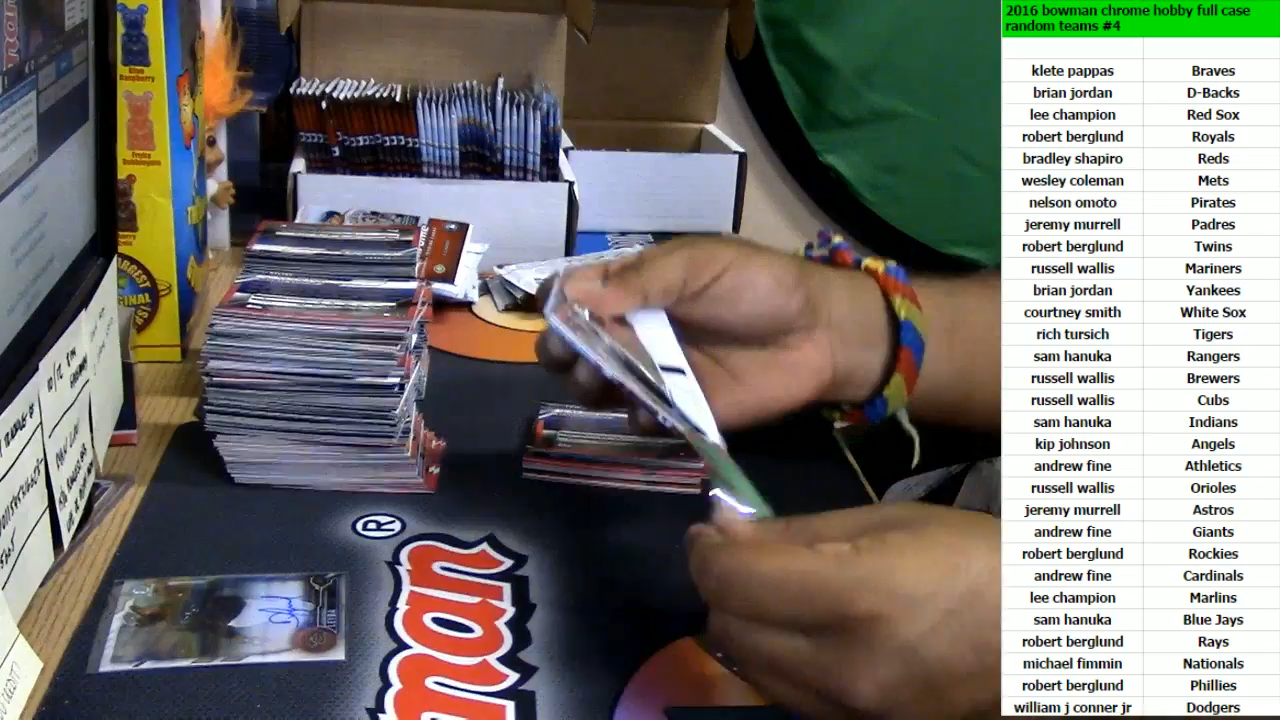 2016 bowman chrome hobby full case
random teams #4
klete pappas Braves
brian jordan D-Backs
lee champion Red Sox
robert berglund Royals
bradley shapiro Reds
wesley coleman Mets
nelson omoto Pirates
jeremy murrell Padres
robert berglund Twins
russell wallis Mariners
brian jordan Yankees
courtney smith White Sox
rich tursich Tigers
sam hanuka Rangers
russell wallis Brewers
russell wallis Cubs
sam hanuka Indians
kip johnson Angels
andrew fine Athletics
russell wallis Orioles
jeremy murrell Astros
andrew fine Giants
robert berglund Rockies
andrew fine Cardinals
lee champion Marlins
sam hanuka Blue Jays
robert berglund Rays
michael fimmin Nationals
robert berglund Phillies
william j conner jr Dodgers
Blue
Raspberry
Fruity
Bubblegum
®
man
LEYBA